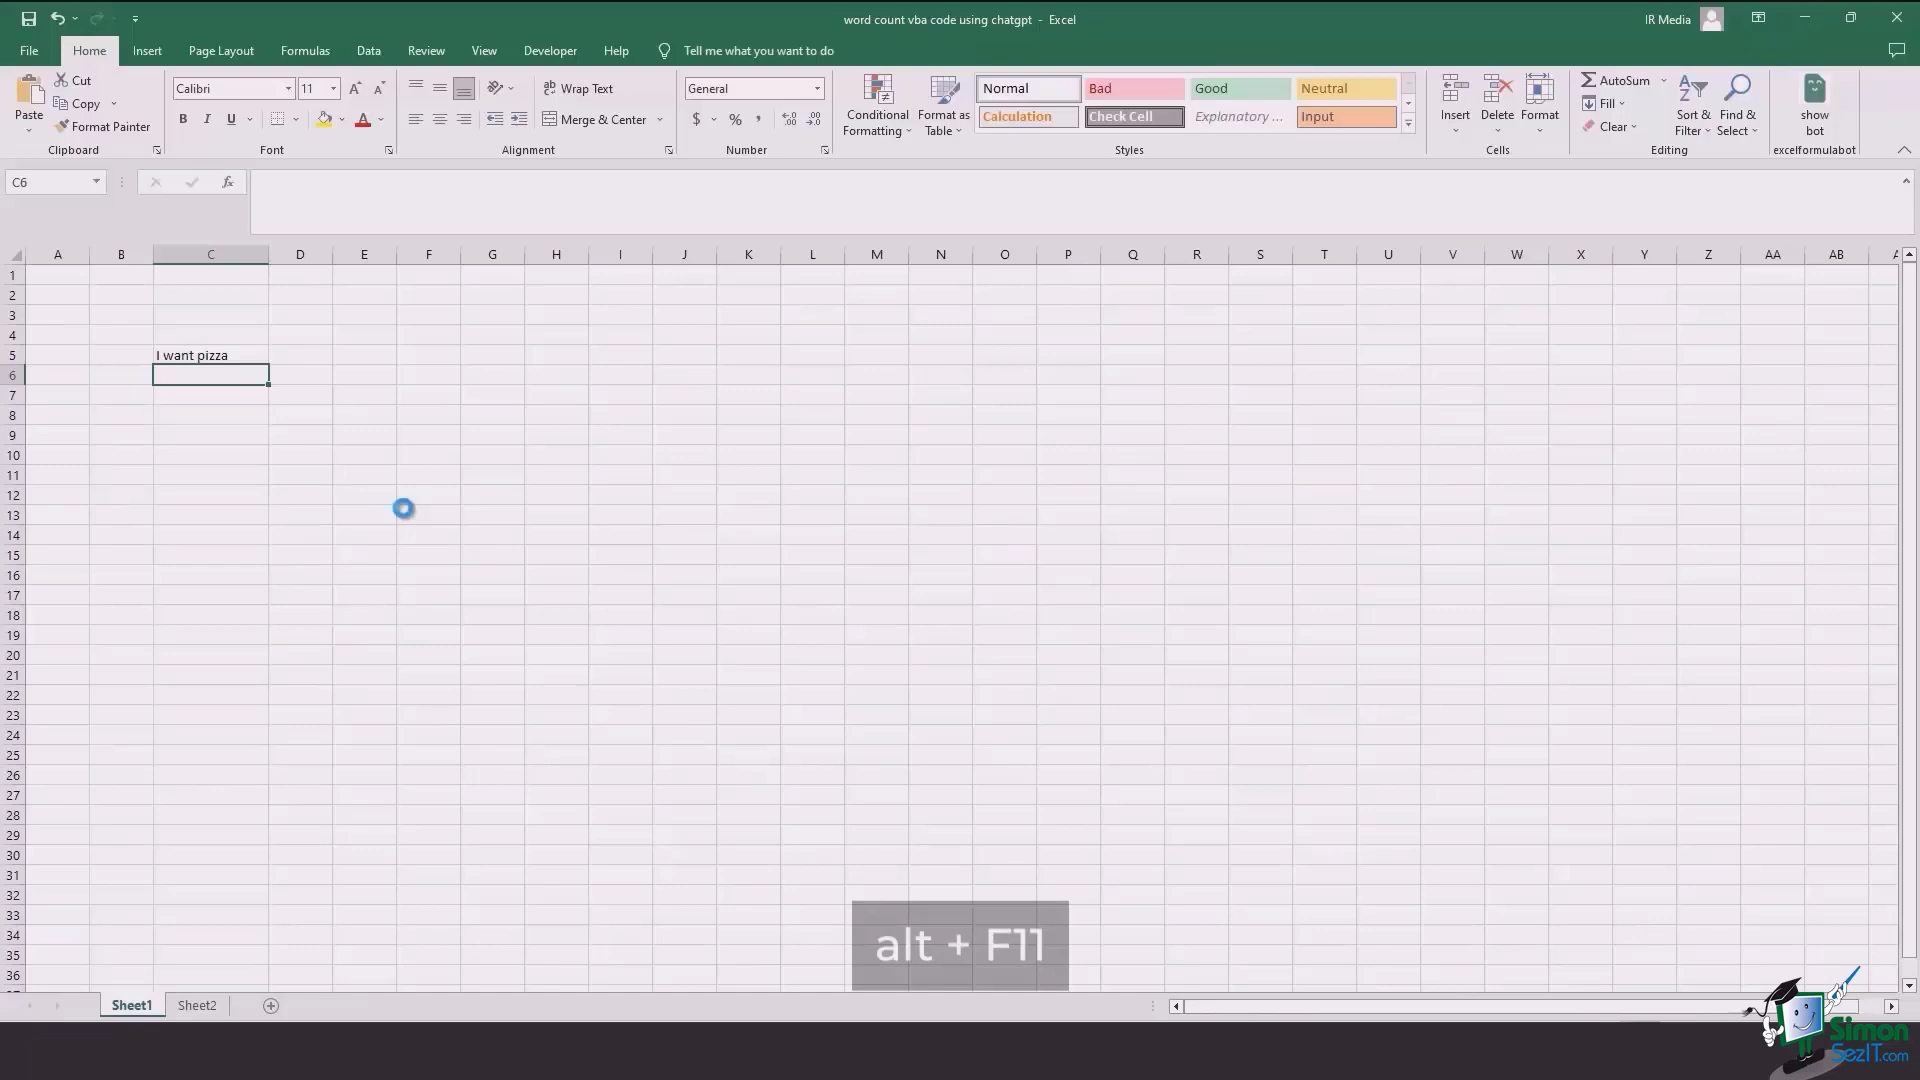 word count vba code using chatgpt - Excel
IR Media
File Home Insert Page Layout Formulas Data Review View Developer Help Tell me what you want to do
Paste
Cut
Copy
Format Painter
Clipboard
Calibri 11
B I U
Font
Wrap Text
Merge & Center
Alignment
General
$ %
Number
Conditional Formatting
Format as Table
Normal Bad Good Neutral
Calculation Check Cell Explanatory ... Input
Styles
Insert Delete Format
Cells
AutoSum
Fill
Clear
Sort & Filter
Find & Select
Editing
show bot
excelformulabot
C6
fx
A B C D E F G H I J K L M N O P Q R S T U V W X Y Z AA AB
1
2
3
4
5 I want pizza
6
7
8
9
10
11
12
13
14
15
16
17
18
19
20
21
22
23
24
25
26
27
28
29
30
31
32
33
34
35
36
alt + F11
Sheet1 Sheet2
Simon
SezIT.com